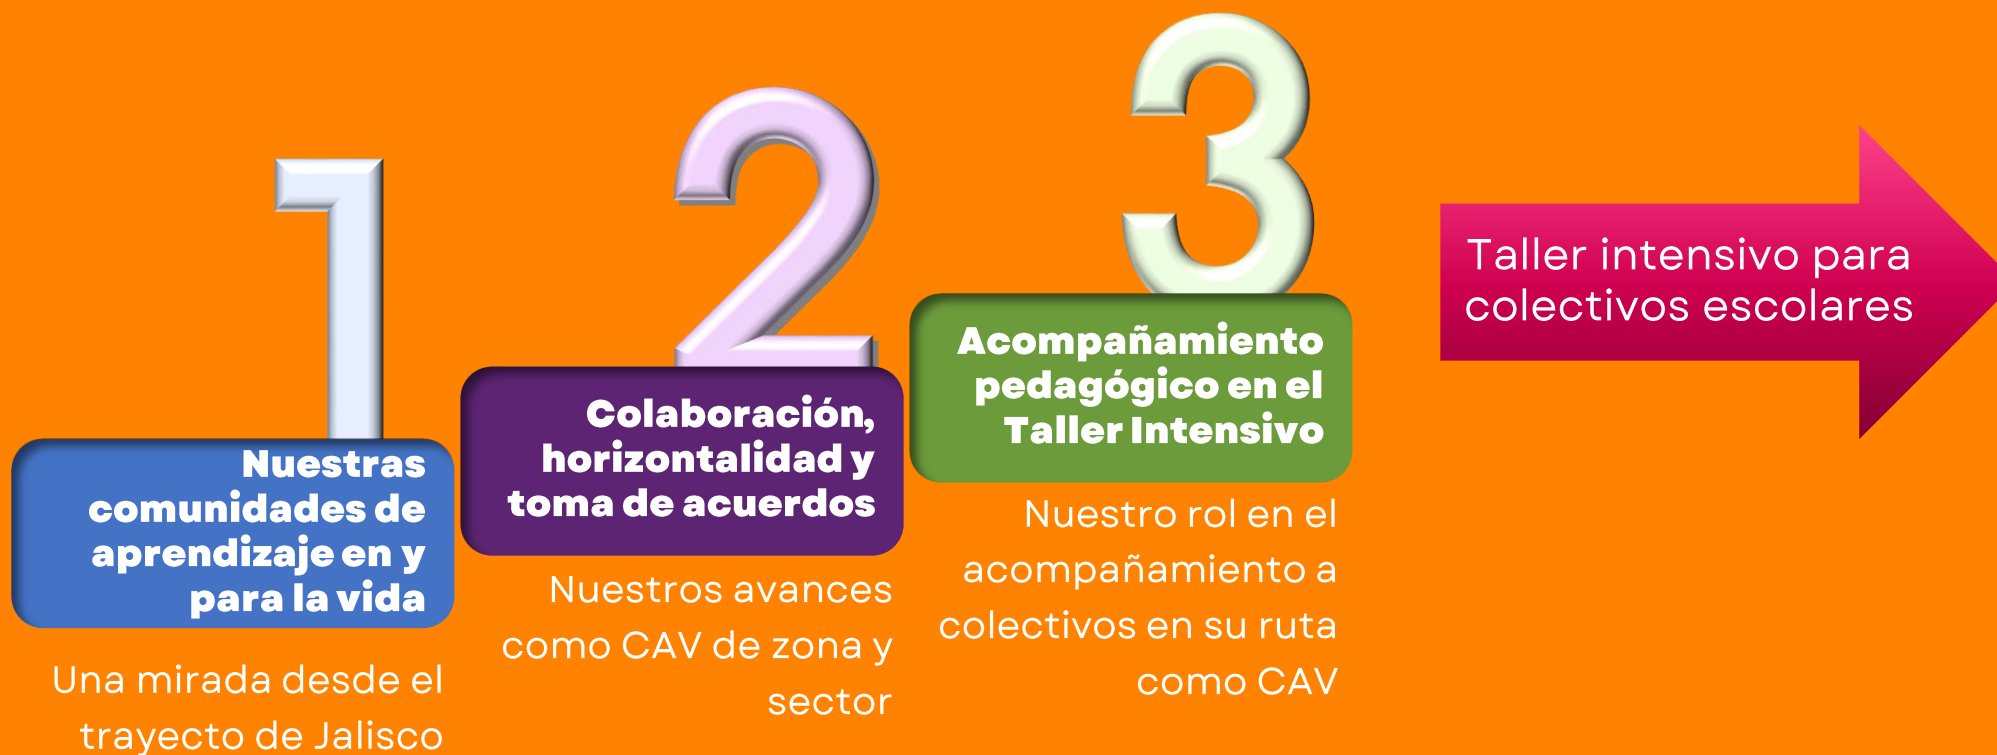 1
Nuestras
comunidades de
aprendizaje en y
para la vida
Una mirada desde el
trayecto de Jalisco
2
Colaboración,
horizontalidad y
toma de acuerdos
Nuestros avances
como CAV de zona y
sector
3
Acompañamiento
pedagógico en el
Taller Intensivo
Nuestro rol en el
acompañamiento a
colectivos en su ruta
como CAV
Taller intensivo para
colectivos escolares